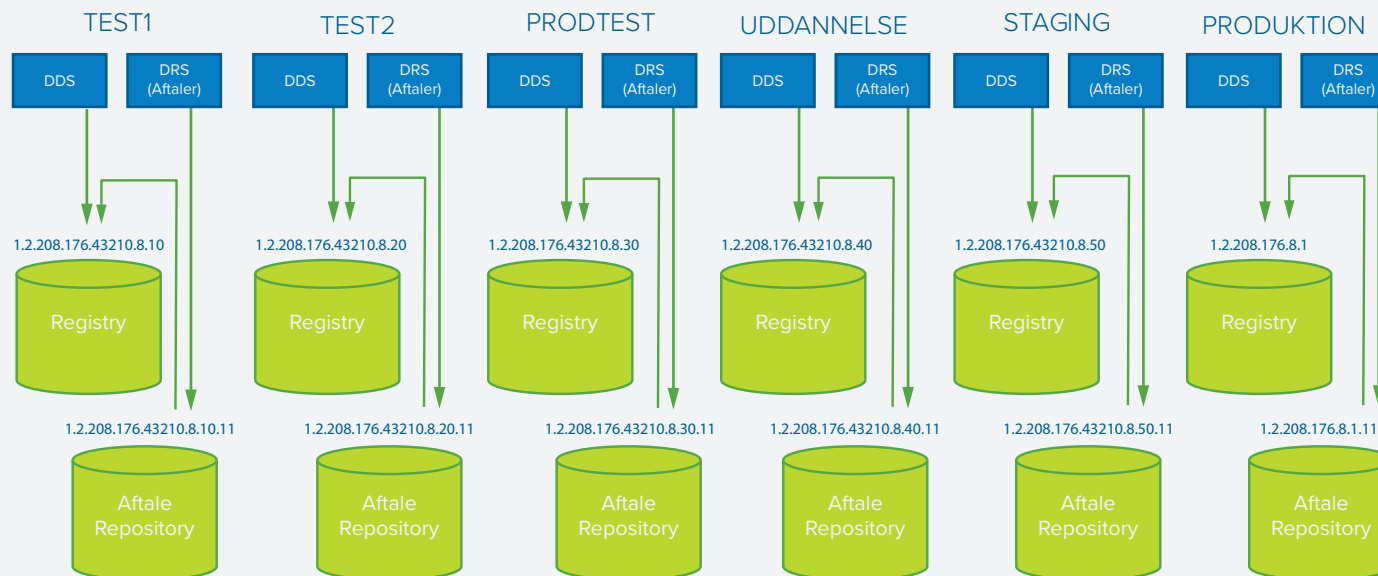 TEST1
TEST2
PRODTEST
UDDANNELSE
STAGING
PRODUKTION
DDS
DRS
(Aftaler)
DDS
DRS
(Aftaler)
DDS
DRS
(Aftaler)
DDS
DRS
(Aftaler)
DDS
DRS
(Aftaler)
DDS
DRS
(Aftaler)
1.2.208.176.43210.8.10
1.2.208.176.43210.8.20
1.2.208.176.43210.8.30
1.2.208.176.43210.8.40
1.2.208.176.43210.8.50
1.2.208.176.8.1
Registry
Registry
Registry
Registry
Registry
Registry
1.2.208.176.43210.8.10.11
1.2.208.176.43210.8.20.11
1.2.208.176.43210.8.30.11
1.2.208.176.43210.8.40.11
1.2.208.176.43210.8.50.11
1.2.208.176.8.1.11
Aftale
Repository
Aftale
Repository
Aftale
Repository
Aftale
Repository
Aftale
Repository
Aftale
Repository